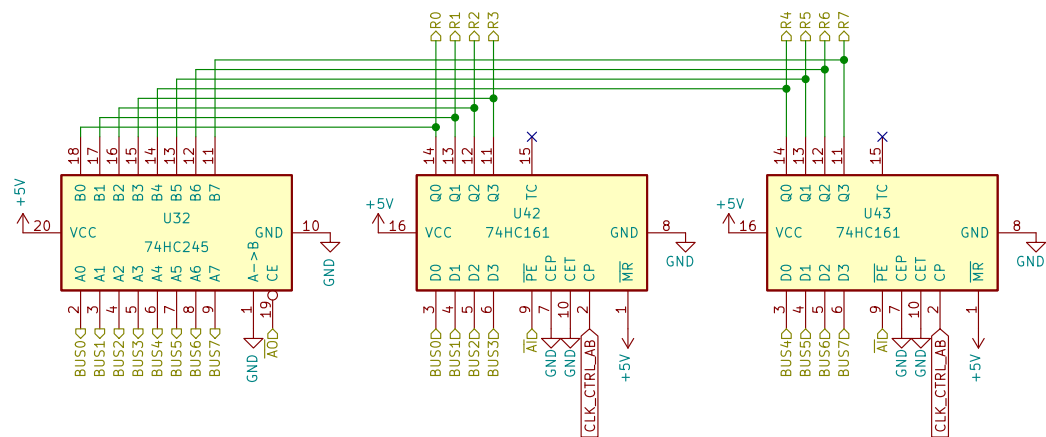 R0 R1 R2 R3 R4 R5 R6 R7
18 17 16 15 14 13 12 11 14 13 12 11 15 14 13 12 11 15
B0 B1 B2 B3 B4 B5 B6 B7 Q0 Q1 Q2 Q3 TC Q0 Q1 Q2 Q3 TC
+5V U32 +5V U42 +5V U43
20 VCC 74HC245 GND 10 16 VCC 74HC161 GND 8 16 VCC 74HC161 GND 8
GND GND GND
A0 A1 A2 A3 A4 A5 A6 A7 A->B CE D0 D1 D2 D3 PE CEP CET CP MR D0 D1 D2 D3 PE CEP CET CP MR
2 3 4 5 6 7 8 9 1 19 3 4 5 6 9 7 10 2 1 3 4 5 6 9 7 10 2 1
BUS0 BUS1 BUS2 BUS3 BUS4 BUS5 BUS6 BUS7 GND AO BUS0 BUS1 BUS2 BUS3 AI GND GND CLK_CTRL_AB +5V BUS4 BUS5 BUS6 BUS7 AI GND GND CLK_CTRL_AB +5V